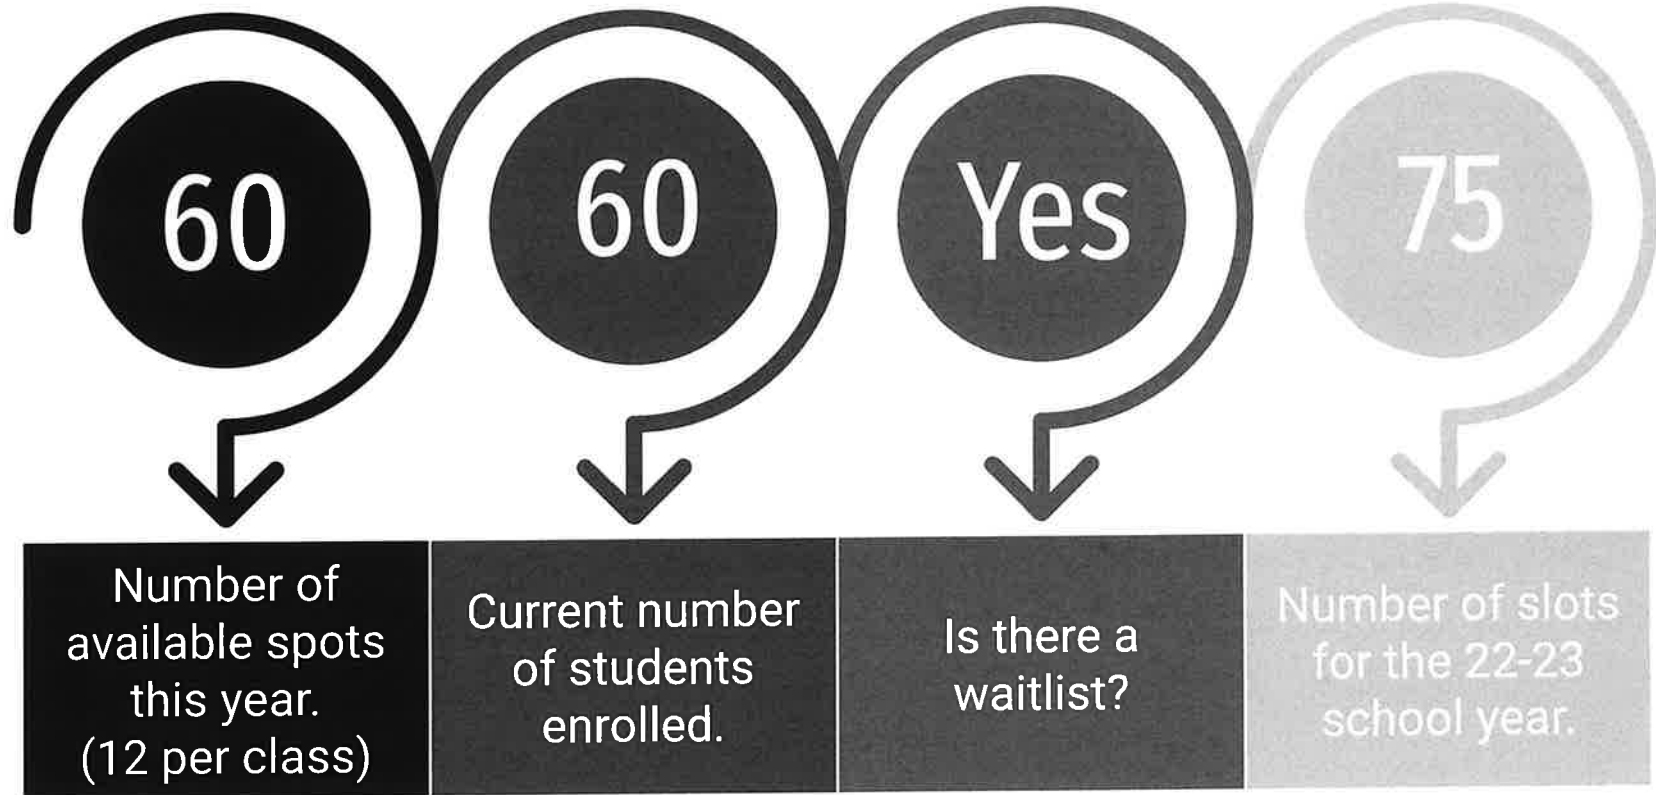 60
60
Yes
75
Number of
available spots
this year.
(12 per class)
Current number
of students
enrolled.
Is there a
waitlist?
Number of slots
for the 22-23
school year.